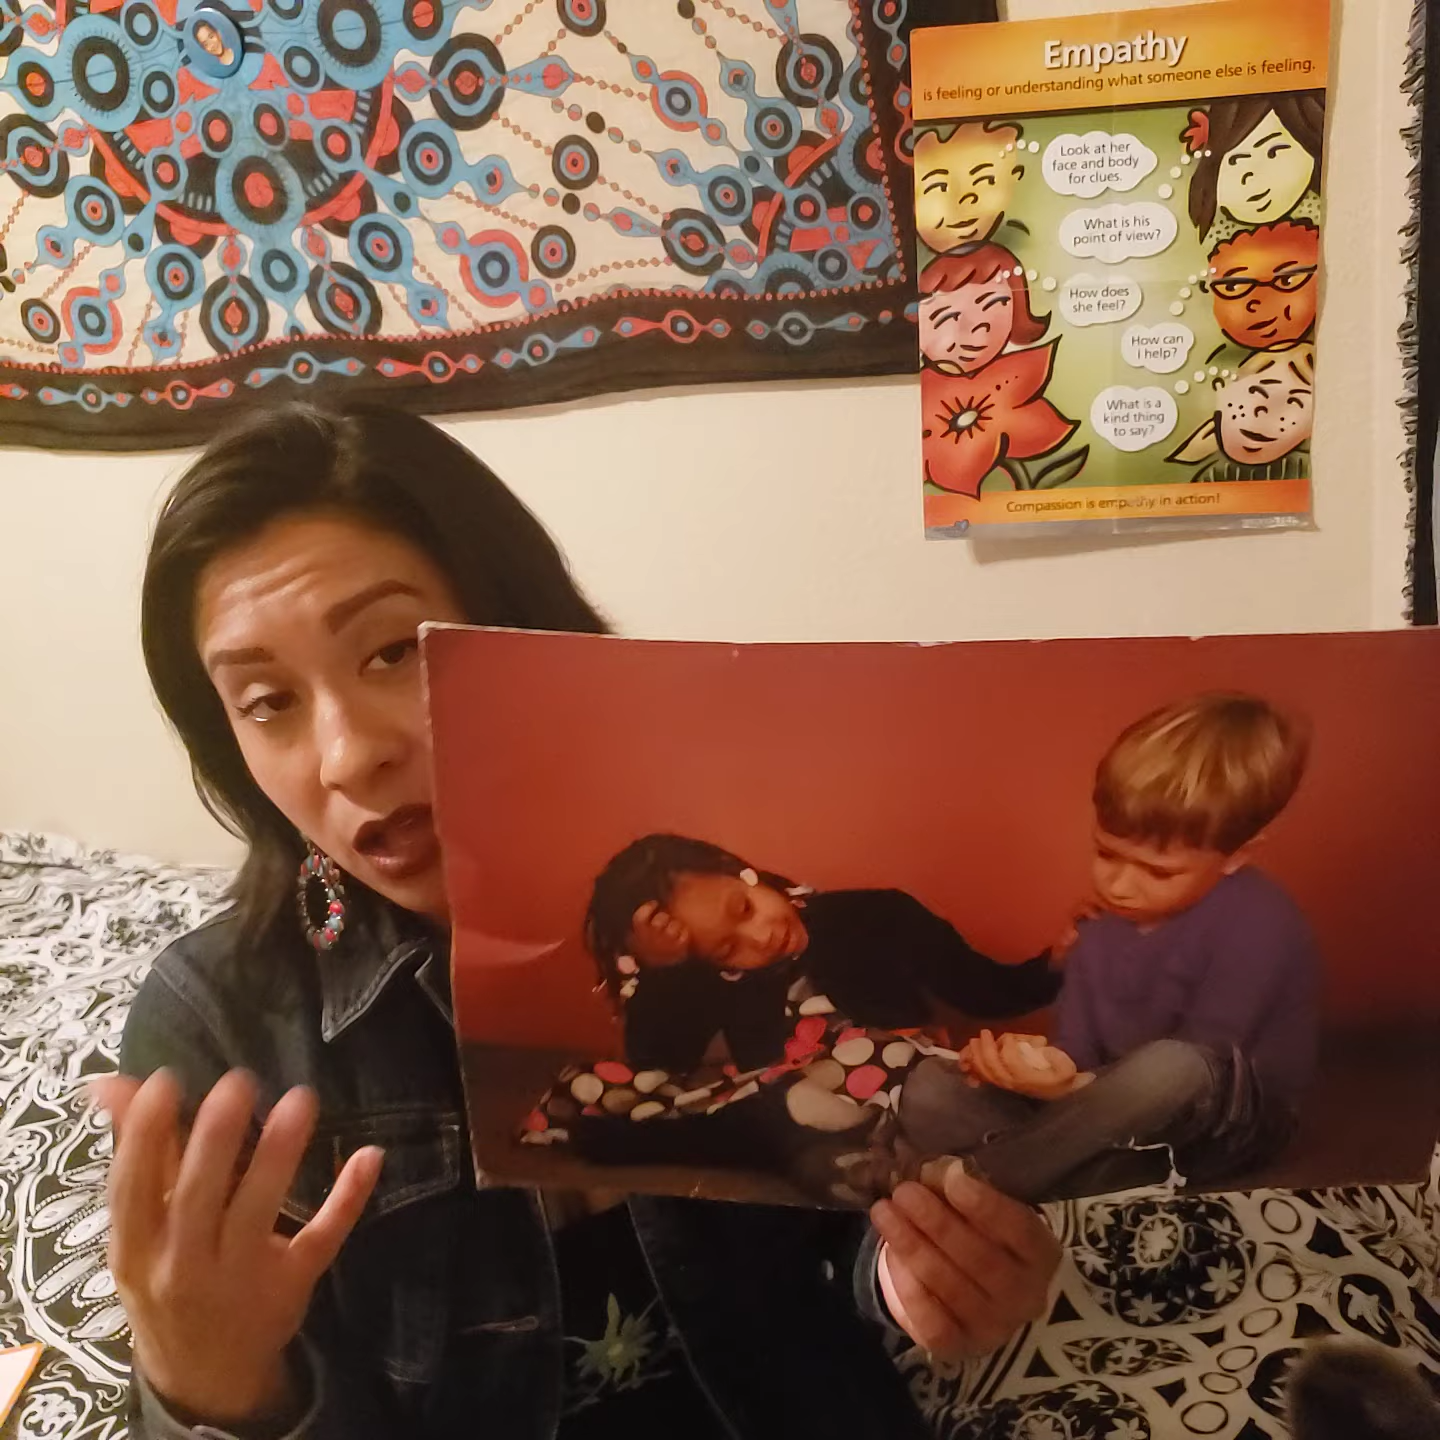 Empathy
is feeling or understanding what someone else is feeling.
Look at her
face and body
for clues.
What is his
point of view?
How does
she feel?
How can
I help?
What is a
kind thing
to say?
Compassion is empathy in action!